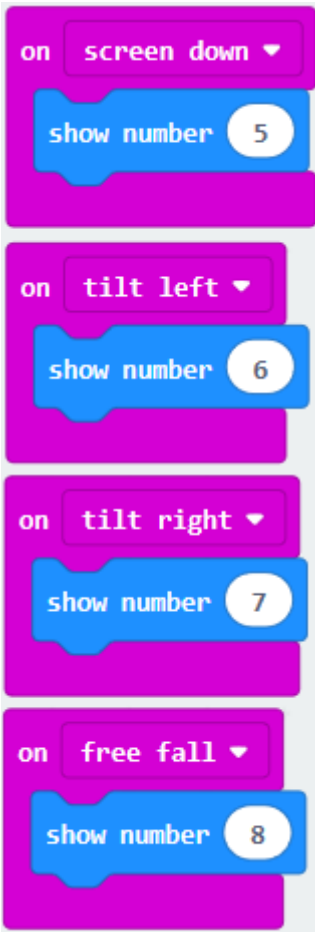 on screen down
show number 5
on tilt left
show number 6
on tilt right
show number 7
on free fall
show number 8